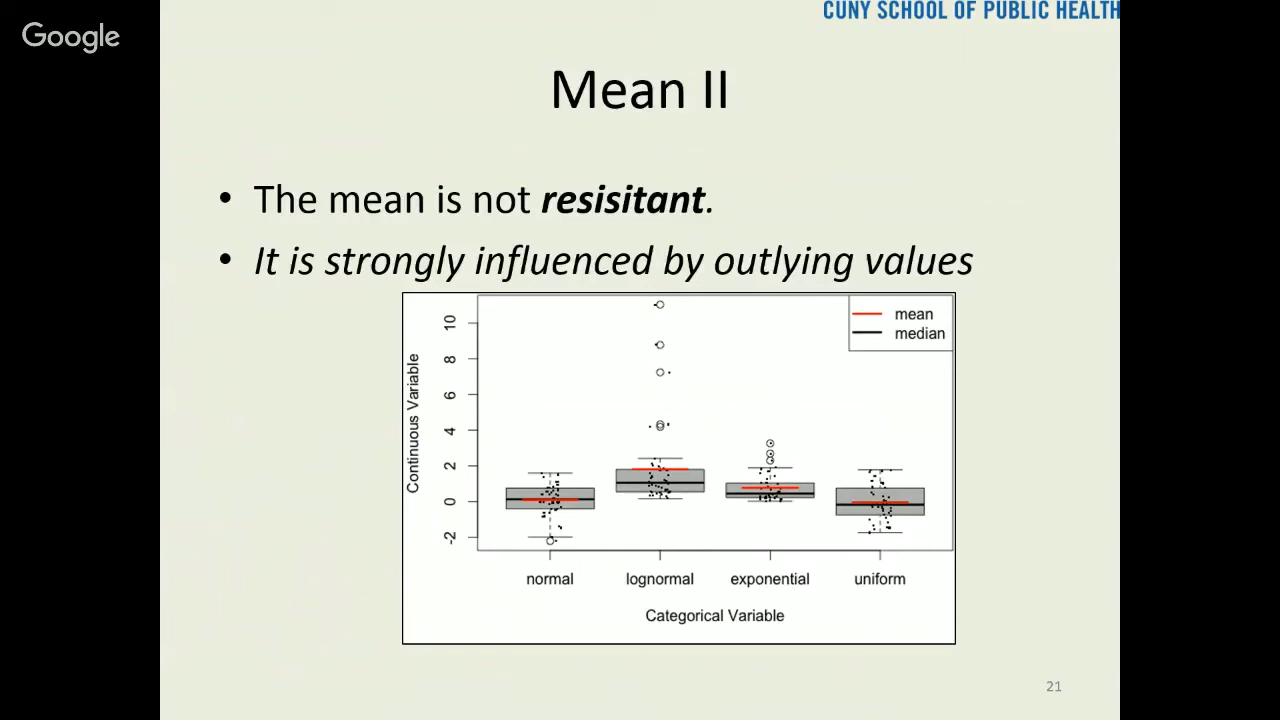 CUNY SCHOOL OF PUBLIC HEALTH
Google
Mean II
• The mean is not resisitant.
• It is strongly influenced by outlying values
mean
median
Continuous Variable
10
8
6
4
2
0
-2
normal lognormal exponential uniform
Categorical Variable
21